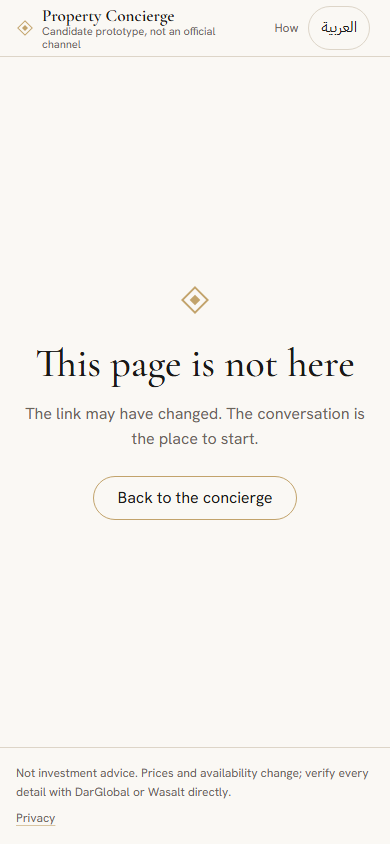 Property Concierge
Candidate prototype, not an official
channel
How
العربية
This page is not here
The link may have changed. The conversation is
the place to start.
Back to the concierge
Not investment advice. Prices and availability change; verify every
detail with DarGlobal or Wasalt directly.
Privacy